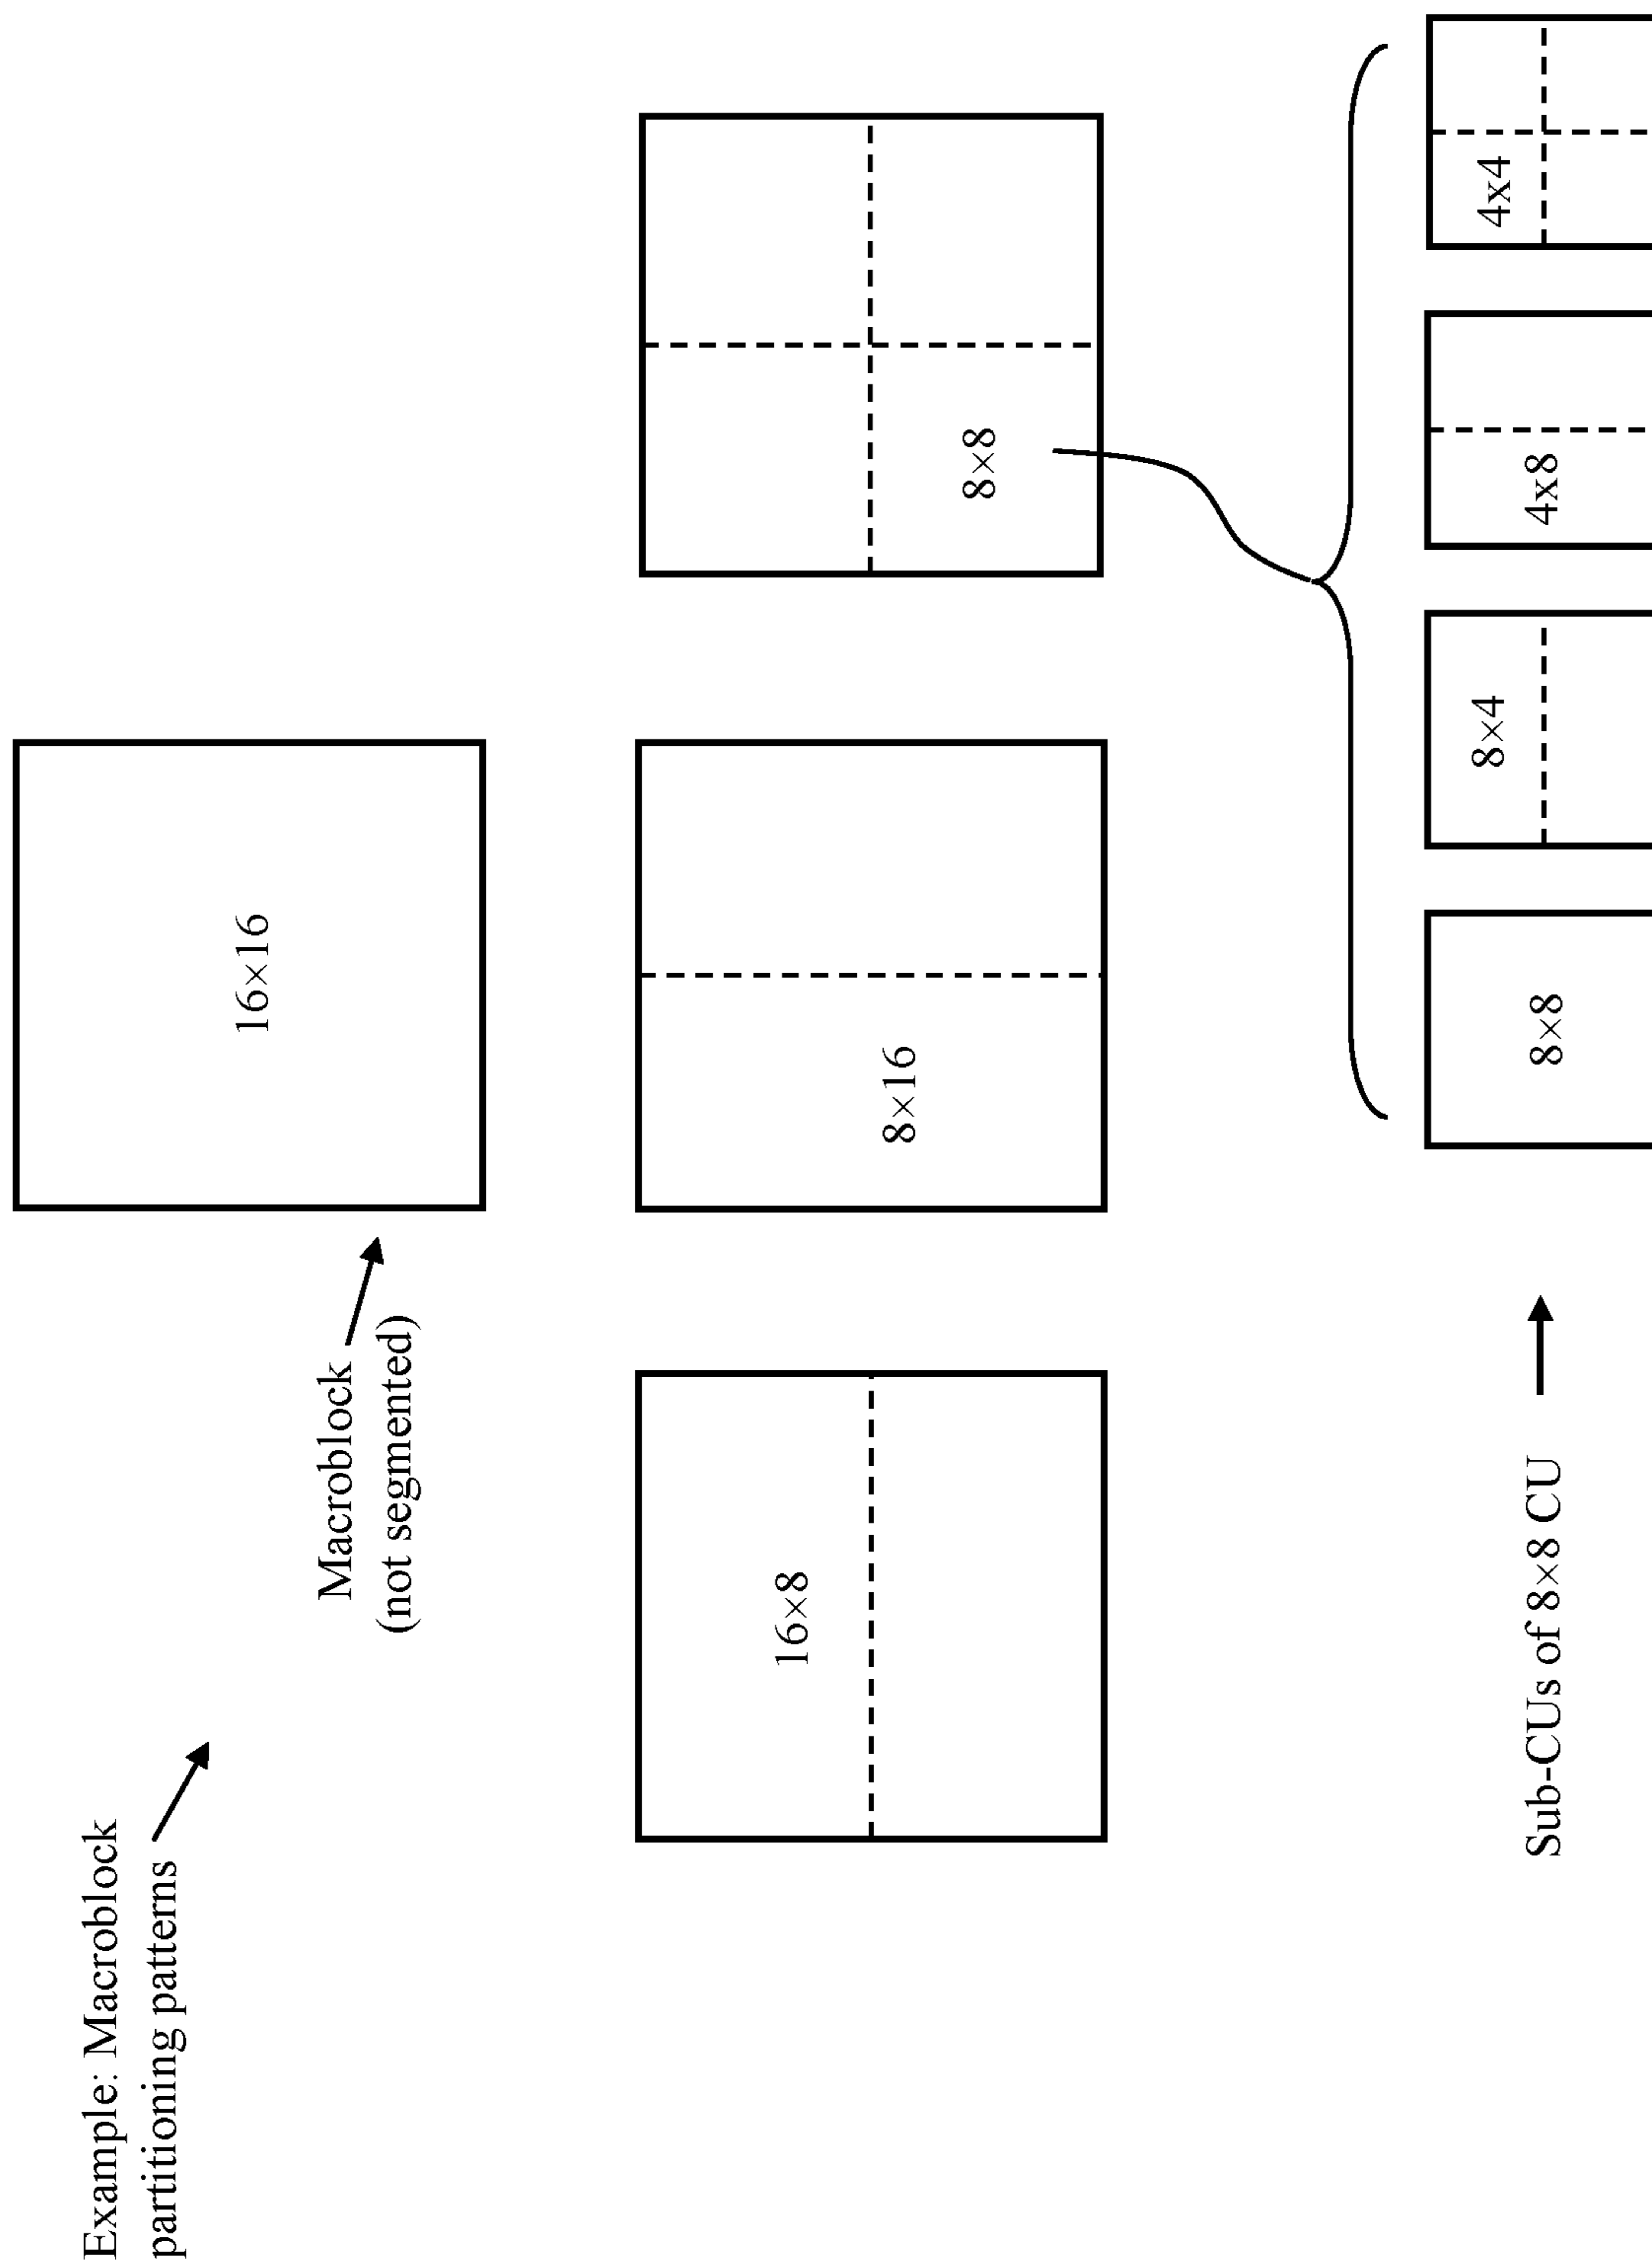 Example: Macroblock
partitioning patterns
16×16
Macroblock
(not segmented)
16×8
8×16
8×8
Sub-CUs of 8×8 CU
8×8
8×4
4x8
4x4